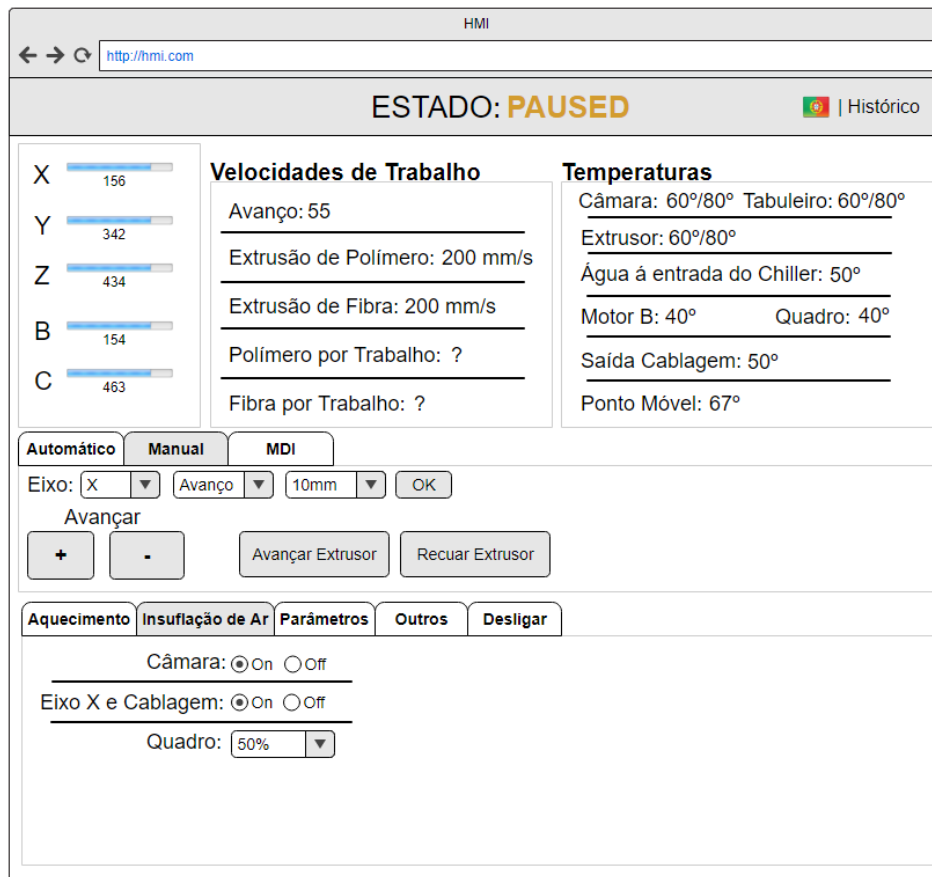 HMI
http://hmi.com
ESTADO: PAUSED
| Histórico
X
156
Y
342
Z
434
B
154
C
463
Velocidades de Trabalho
Avanço: 55
Extrusão de Polímero: 200 mm/s
Extrusão de Fibra: 200 mm/s
Polímero por Trabalho: ?
Fibra por Trabalho: ?
Temperaturas
Câmara: 60º/80º Tabuleiro: 60º/80º
Extrusor: 60º/80º
Água á entrada do Chiller: 50º
Motor B: 40º Quadro: 40º
Saída Cablagem: 50º
Ponto Móvel: 67º
Automático Manual MDI
Eixo: X Avanço 10mm OK
Avançar
+ - Avançar Extrusor Recuar Extrusor
Aquecimento Insuflação de Ar Parâmetros Outros Desligar
Câmara: On Off
Eixo X e Cablagem: On Off
Quadro: 50%